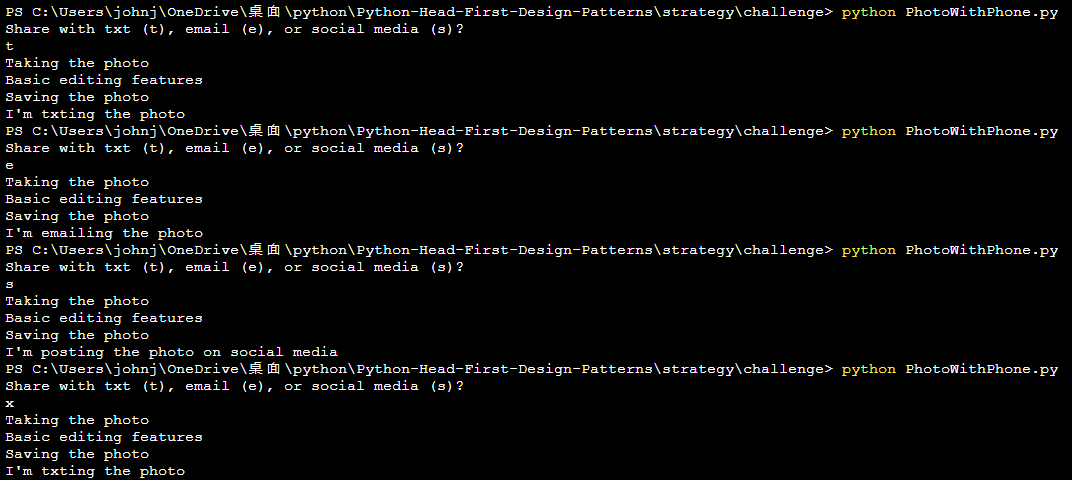 PS C:\Users\johnj\OneDrive\桌面\python\Python-Head-First-Design-Patterns\strategy\challenge> python PhotoWithPhone.py
Share with txt (t), email (e), or social media (s)?
t
Taking the photo
Basic editing features
Saving the photo
I'm txting the photo
PS C:\Users\johnj\OneDrive\桌面\python\Python-Head-First-Design-Patterns\strategy\challenge> python PhotoWithPhone.py
Share with txt (t), email (e), or social media (s)?
e
Taking the photo
Basic editing features
Saving the photo
I'm emailing the photo
PS C:\Users\johnj\OneDrive\桌面\python\Python-Head-First-Design-Patterns\strategy\challenge> python PhotoWithPhone.py
Share with txt (t), email (e), or social media (s)?
s
Taking the photo
Basic editing features
Saving the photo
I'm posting the photo on social media
PS C:\Users\johnj\OneDrive\桌面\python\Python-Head-First-Design-Patterns\strategy\challenge> python PhotoWithPhone.py
Share with txt (t), email (e), or social media (s)?
x
Taking the photo
Basic editing features
Saving the photo
I'm txting the photo